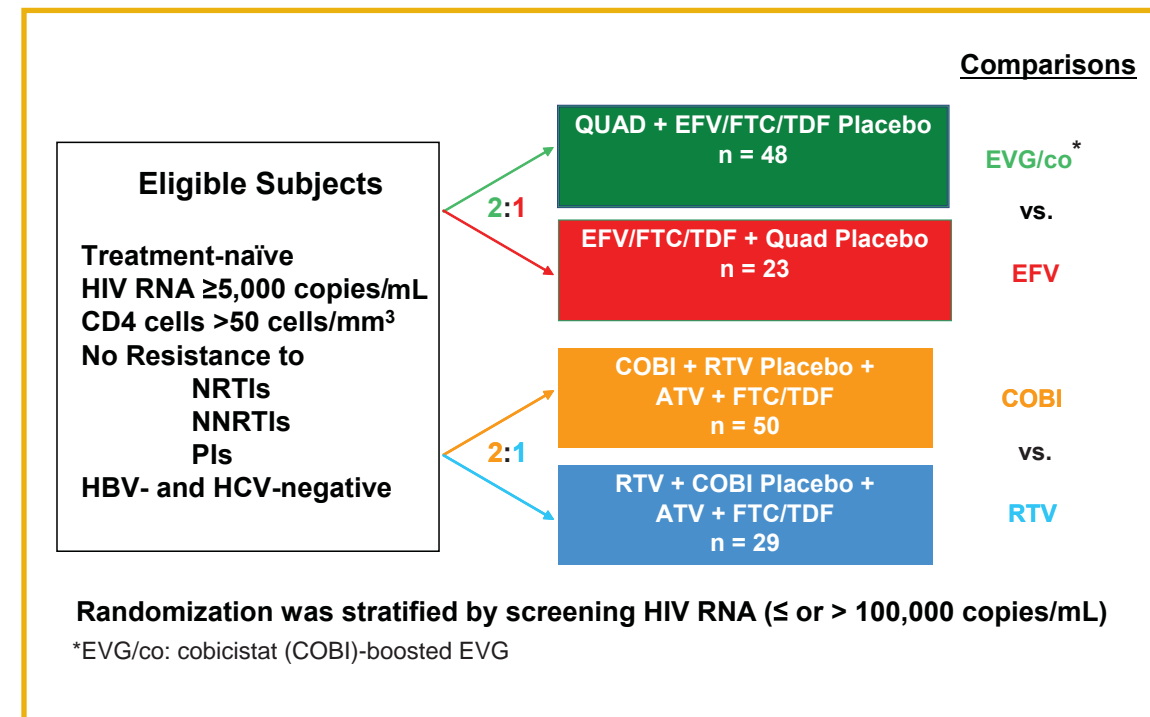 Comparisons
Eligible Subjects
Treatment-naïve
HIV RNA ≥5,000 copies/mL
CD4 cells >50 cells/mm³
No Resistance to
NRTIs
NNRTIs
PIs
HBV- and HCV-negative
2:1
QUAD + EFV/FTC/TDF Placebo
n = 48
EFV/FTC/TDF + Quad Placebo
n = 23
EVG/co*
vs.
EFV
2:1
COBI + RTV Placebo +
ATV + FTC/TDF
n = 50
RTV + COBI Placebo +
ATV + FTC/TDF
n = 29
COBI
vs.
RTV
Randomization was stratified by screening HIV RNA (≤ or > 100,000 copies/mL)
*EVG/co: cobicistat (COBI)-boosted EVG